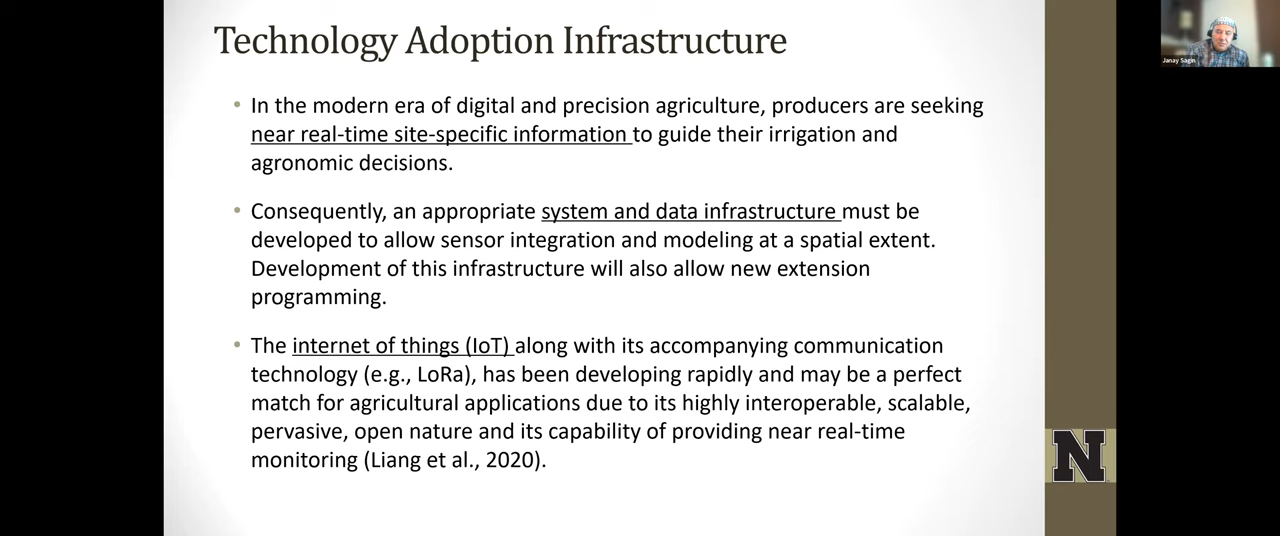 Technology Adoption Infrastructure
• In the modern era of digital and precision agriculture, producers are seeking
near real-time site-specific information to guide their irrigation and
agronomic decisions.
• Consequently, an appropriate system and data infrastructure must be
developed to allow sensor integration and modeling at a spatial extent.
Development of this infrastructure will also allow new extension
programming.
• The internet of things (IoT) along with its accompanying communication
technology (e.g., LoRa), has been developing rapidly and may be a perfect
match for agricultural applications due to its highly interoperable, scalable,
pervasive, open nature and its capability of providing near real-time
monitoring (Liang et al., 2020).
N
Janay Sagin